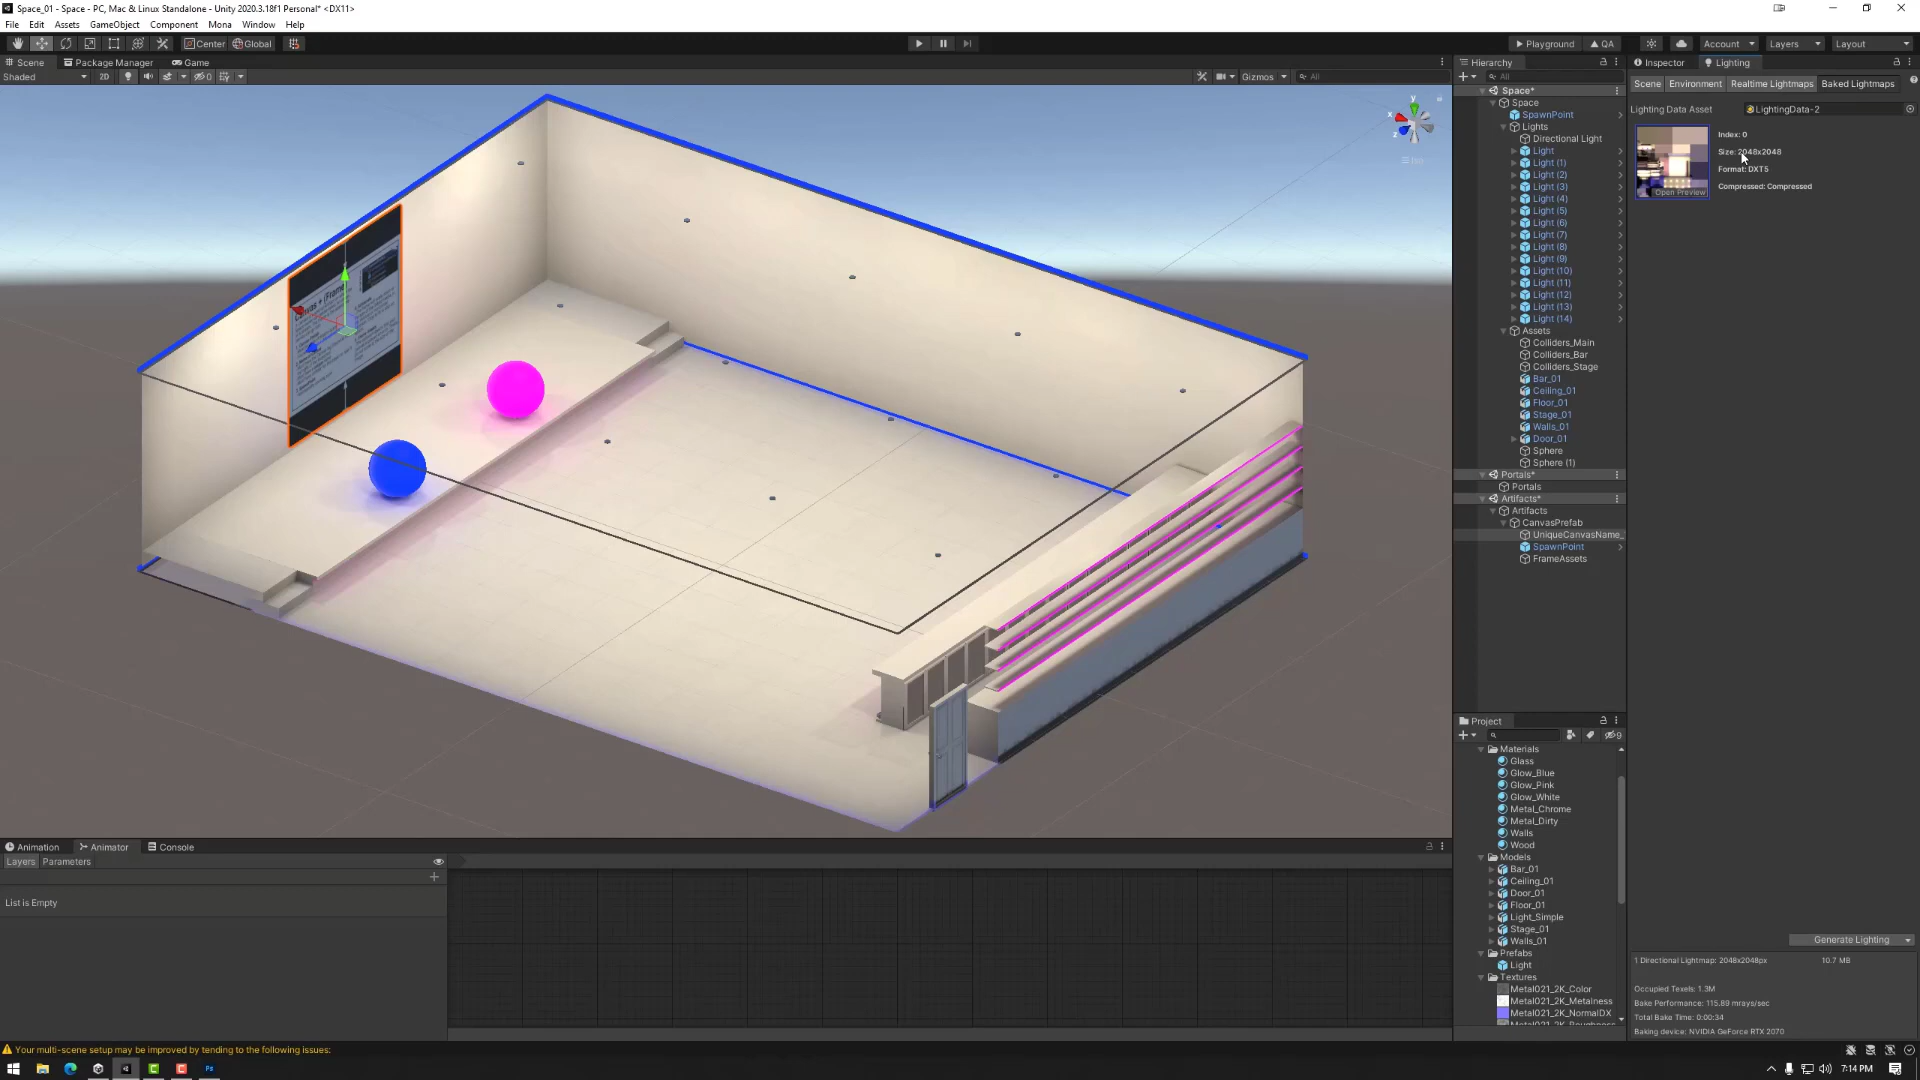 Space_01 - Space - PC, Mac & Linux Standalone - Unity 2020.3.18f1 Personal* <DX11>
File Edit Assets GameObject Component Mona Window Help
Center Global
Playground QA Account Layers Layout
Scene Package Manager Game
Shaded 2D 0 Gizmos All
y
x
z
Iso
Hierarchy
All
Space*
Space
SpawnPoint
Lights
Directional Light
Light
Light (1)
Light (2)
Light (3)
Light (4)
Light (5)
Light (6)
Light (7)
Light (8)
Light (9)
Light (10)
Light (11)
Light (12)
Light (13)
Light (14)
Assets
Colliders_Main
Colliders_Bar
Colliders_Stage
Bar_01
Ceiling_01
Floor_01
Stage_01
Walls_01
Door_01
Sphere
Sphere (1)
Portals*
Portals
Artifacts*
Artifacts
CanvasPrefab
UniqueCanvasName_
SpawnPoint
FrameAssets
Project
9
Materials
Glass
Glow_Blue
Glow_Pink
Glow_White
Metal_Chrome
Metal_Dirty
Walls
Wood
Models
Bar_01
Ceiling_01
Door_01
Floor_01
Light_Simple
Stage_01
Walls_01
Prefabs
Light
Textures
Metal021_2K_Color
Metal021_2K_Metalness
Metal021_2K_NormalDX
Metal021_2K_Roughness
Inspector Lighting
Scene Environment Realtime Lightmaps Baked Lightmaps
Lighting Data Asset LightingData-2
Index: 0
Size: 2048x2048
Format: DXT5
Compressed: Compressed
Open Preview
Generate Lighting
1 Directional Lightmap: 2048x2048px 10.7 MB
Occupied Texels: 1.3M
Bake Performance: 115.89 mrays/sec
Total Bake Time: 0:00:34
Baking device: NVIDIA GeForce RTX 2070
Animation Animator Console
Layers Parameters
List is Empty
Your multi-scene setup may be improved by tending to the following issues:
Ps
7:14 PM